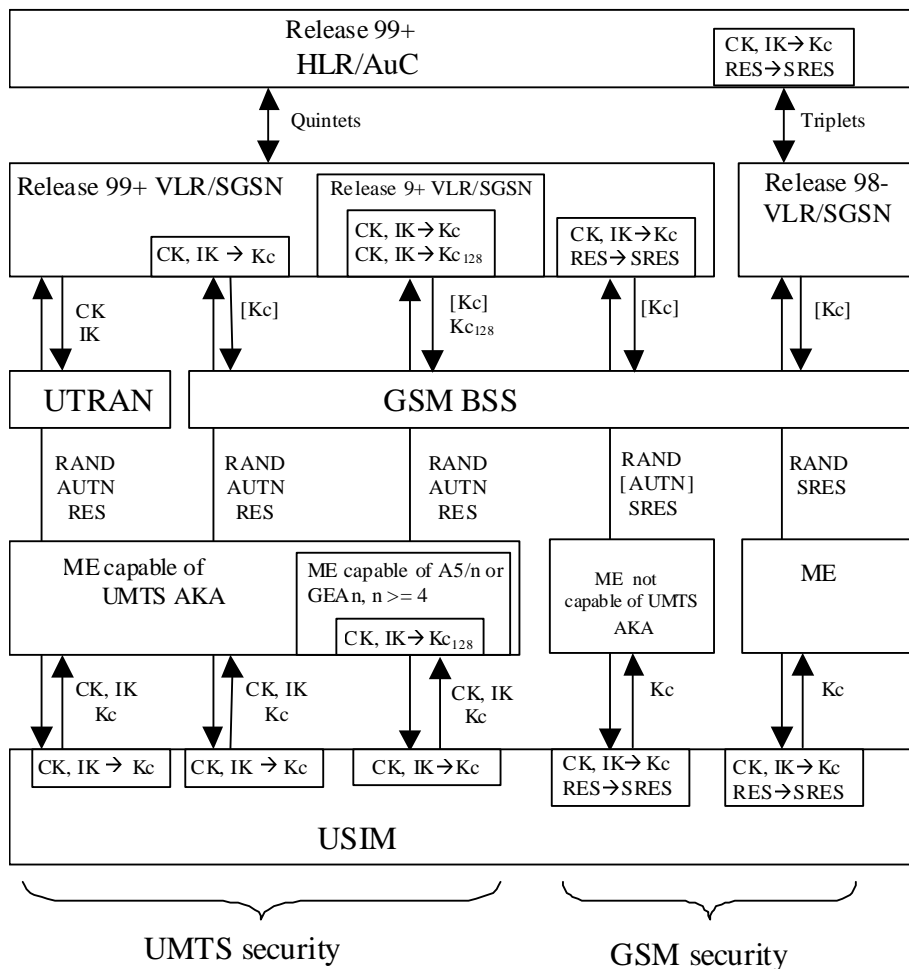 Release 99+
HLR/AuC
CK, IK→Kc
RES→SRES
Quintets
Triplets
Release 99+ VLR/SGSN
CK, IK → Kc
Release 9+ VLR/SGSN
CK, IK→Kc
CK, IK→Kc128
CK, IK→Kc
RES→SRES
Release 98-
VLR/SGSN
CK
IK
[Kc]
[Kc]
Kc128
[Kc]
[Kc]
UTRAN
GSM BSS
RAND
AUTN
RES
RAND
AUTN
RES
RAND
AUTN
RES
RAND
[AUTN]
SRES
RAND
SRES
ME capable of
UMTS AKA
ME capable of A5/n or
GEAn, n >= 4
CK, IK→Kc128
ME not
capable of UMTS
AKA
ME
CK, IK
Kc
CK, IK
Kc
CK, IK
Kc
Kc
Kc
CK, IK → Kc
CK, IK → Kc
CK, IK→Kc
CK, IK→Kc
RES→SRES
CK, IK→Kc
RES→SRES
USIM
UMTS security
GSM security